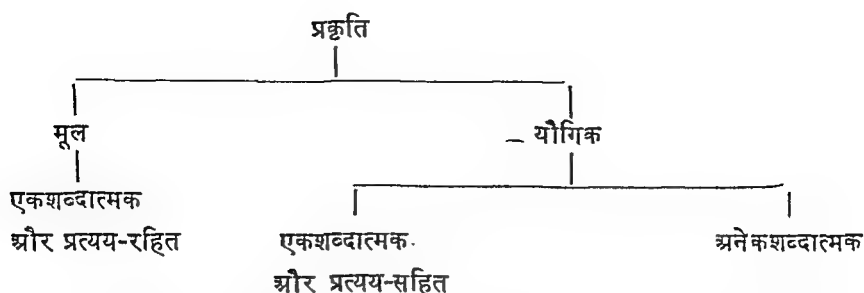 प्रकृति
मूल
यौगिक
एकशब्दात्मक
और प्रत्यय-रहित
एकशब्दात्मक
और प्रत्यय-सहित
अनेकशब्दात्मक